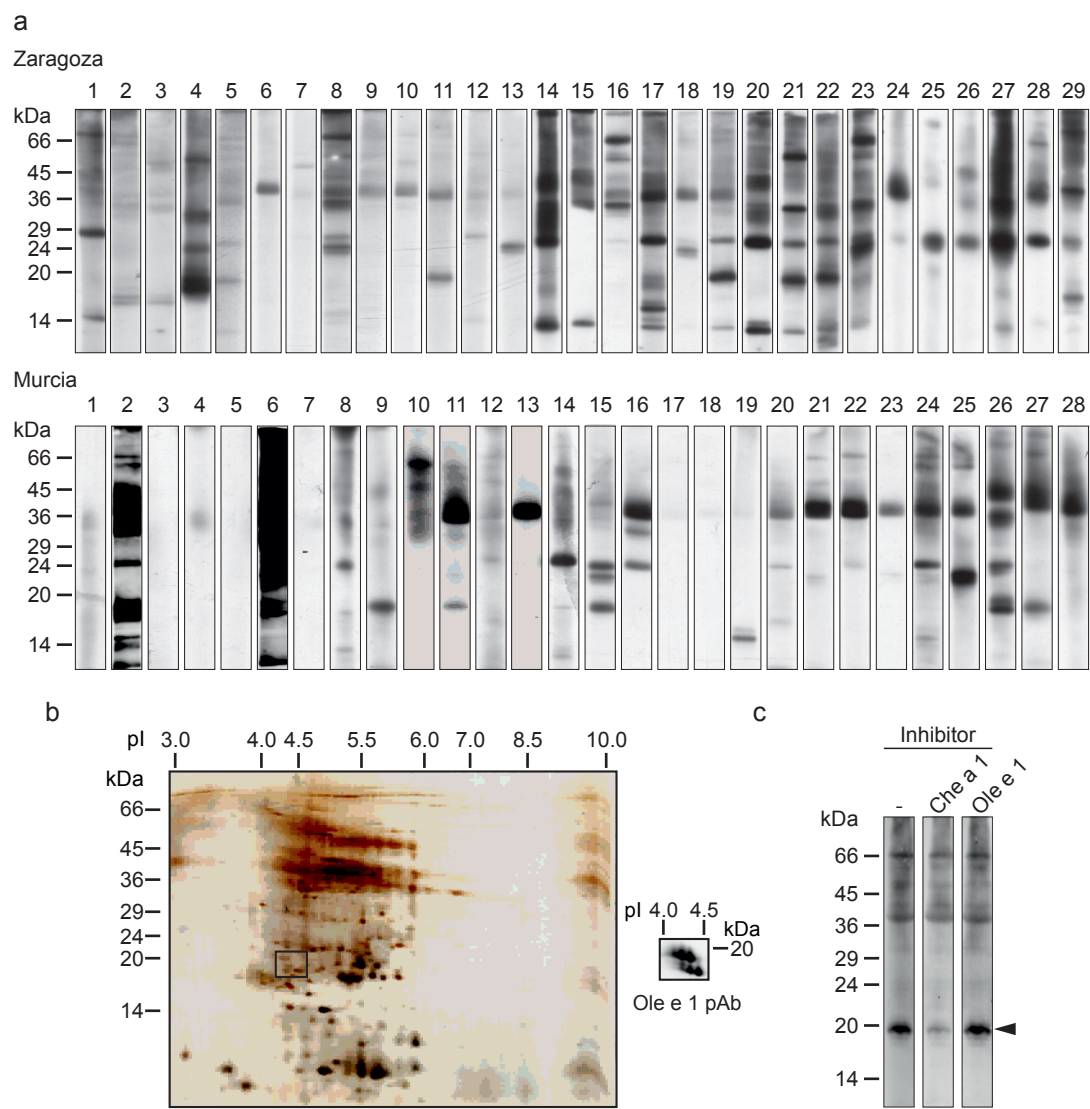 a
Zaragoza
1 2 3 4 5 6 7 8 9 10 11 12 13 14 15 16 17 18 19 20 21 22 23 24 25 26 27 28 29
kDa
66
45
36
29
24
20
14
Murcia
1 2 3 4 5 6 7 8 9 10 11 12 13 14 15 16 17 18 19 20 21 22 23 24 25 26 27 28
kDa
66
45
36
29
24
20
14
b
pI 3.0 4.0 4.5 5.5 6.0 7.0 8.5 10.0
kDa
66
45
36
29
24
20
14
pI 4.0 4.5
kDa
20
Ole e 1 pAb
c
Inhibitor
- Che a 1 Ole e 1
kDa
66
45
36
29
24
20
14